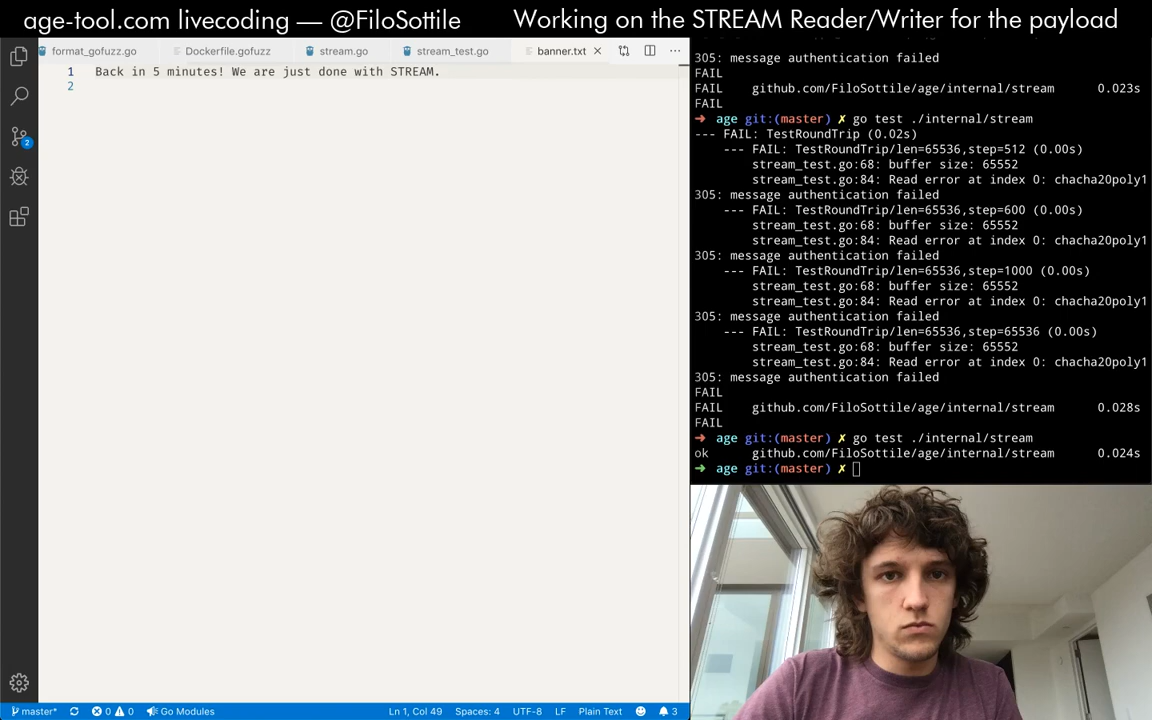 age-tool.com livecoding — @FiloSottile
Working on the STREAM Reader/Writer for the payload
format_gofuzz.go
Dockerfile.gofuzz
stream.go
stream_test.go
banner.txt
1 Back in 5 minutes! We are just done with STREAM.
2
2
305: message authentication failed
FAIL
FAIL github.com/FiloSottile/age/internal/stream 0.023s
FAIL
➜ age git:(master) ✗ go test ./internal/stream
--- FAIL: TestRoundTrip (0.02s)
--- FAIL: TestRoundTrip/len=65536,step=512 (0.00s)
stream_test.go:68: buffer size: 65552
stream_test.go:84: Read error at index 0: chacha20poly1
305: message authentication failed
--- FAIL: TestRoundTrip/len=65536,step=600 (0.00s)
stream_test.go:68: buffer size: 65552
stream_test.go:84: Read error at index 0: chacha20poly1
305: message authentication failed
--- FAIL: TestRoundTrip/len=65536,step=1000 (0.00s)
stream_test.go:68: buffer size: 65552
stream_test.go:84: Read error at index 0: chacha20poly1
305: message authentication failed
--- FAIL: TestRoundTrip/len=65536,step=65536 (0.00s)
stream_test.go:68: buffer size: 65552
stream_test.go:84: Read error at index 0: chacha20poly1
305: message authentication failed
FAIL
FAIL github.com/FiloSottile/age/internal/stream 0.028s
FAIL
➜ age git:(master) ✗ go test ./internal/stream
ok github.com/FiloSottile/age/internal/stream 0.024s
➜ age git:(master) ✗
master* 0 0 Go Modules Ln 1, Col 49 Spaces: 4 UTF-8 LF Plain Text 3